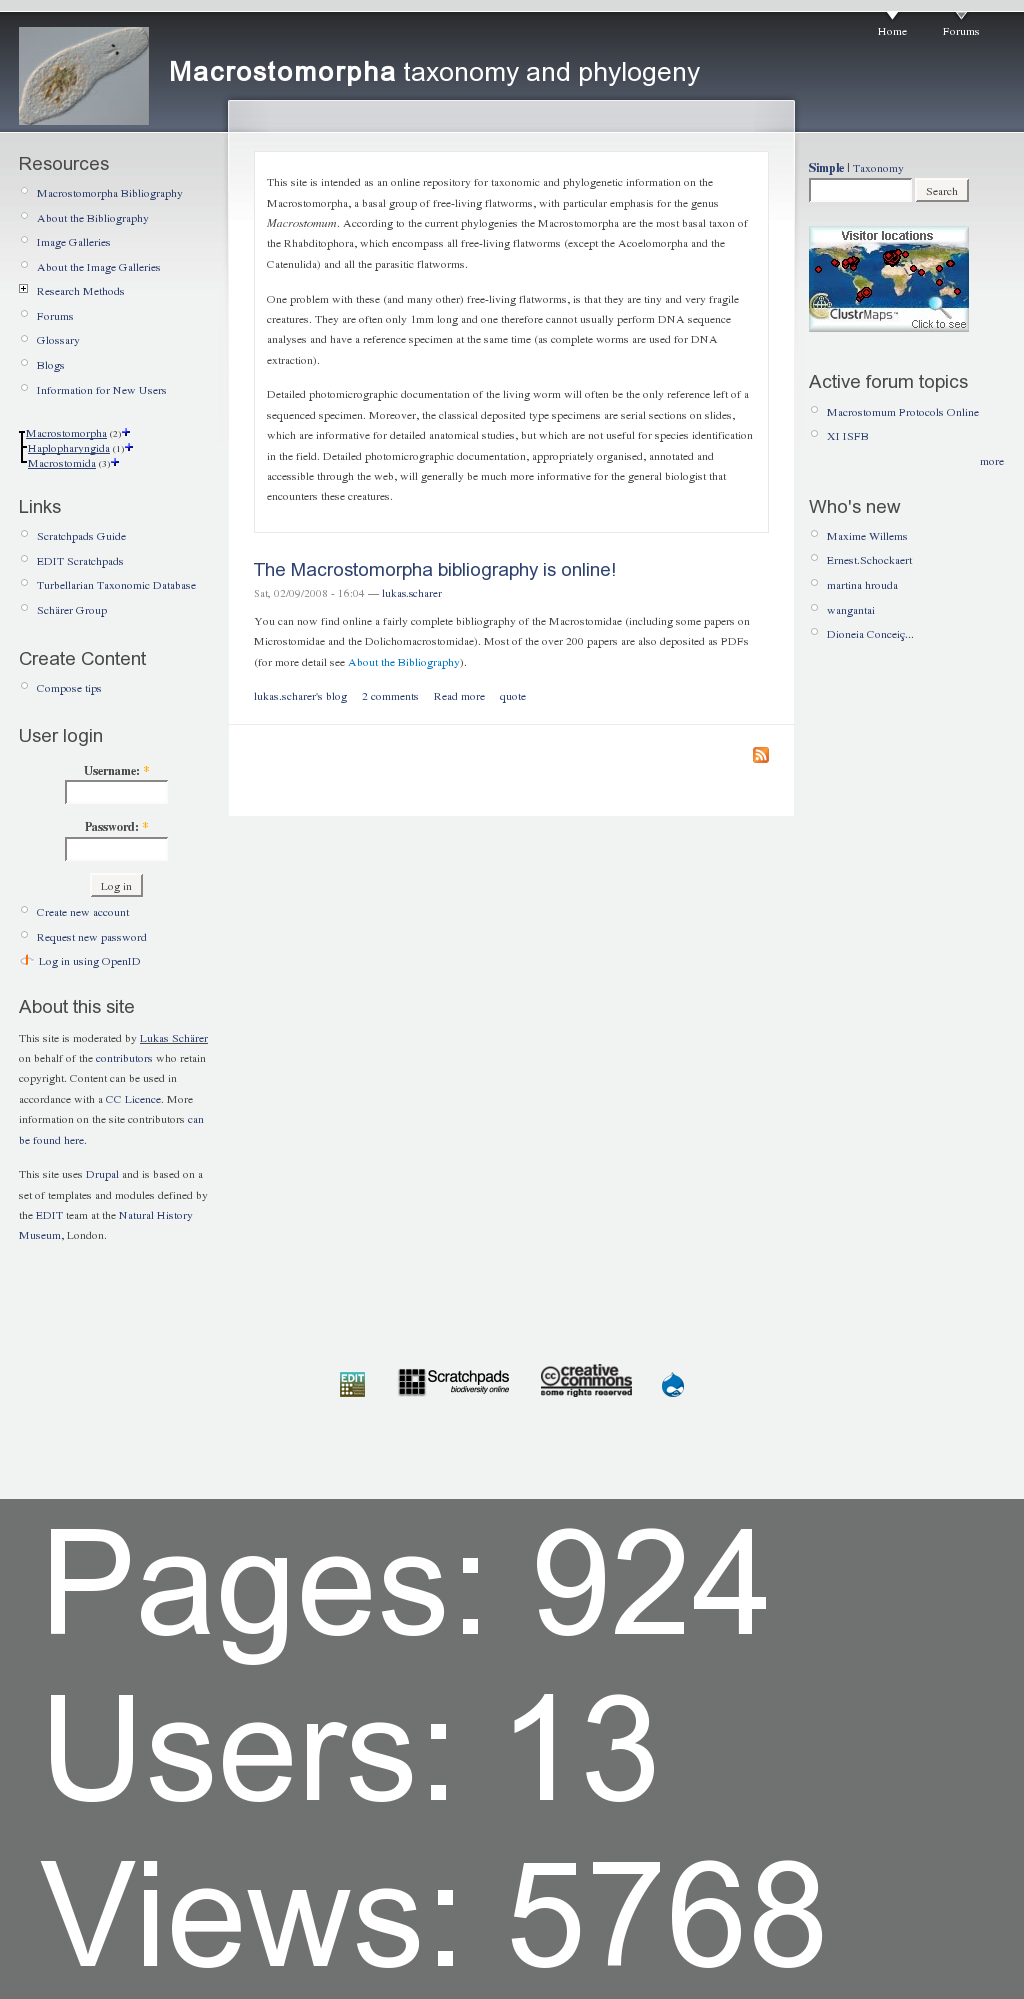 Haplopharyngida
Home
Forums
Macrostomorpha taxonomy and phylogeny
Resources
Macrostomorpha Bibliography
About the Bibliography
Image Galleries
About the Image Galleries
Research Methods
Forums
Glossary
Blogs
Information for New Users
Macrostomorpha (2)
Haplopharyngida (1)
Macrostomida (3)
Links
Scratchpads Guide
EDIT Scratchpads
Turbellarian Taxonomic Database
Schärer Group
Create Content
Compose tips
User login
Username: *
Password: *
Log in
Create new account
Request new password
Log in using OpenID
About this site
This site is moderated by Lukas Schärer
on behalf of the contributors who retain
copyright. Content can be used in
accordance with a CC Licence. More
information on the site contributors can
be found here.
This site uses Drupal and is based on a
set of templates and modules defined by
the EDIT team at the Natural History
Museum, London.
This site is intended as an online repository for taxonomic and phylogenetic information on the
Macrostomorpha, a basal group of free-living flatworms, with particular emphasis for the genus
Macrostomum. According to the current phylogenies the Macrostomorpha are the most basal taxon of
the Rhabditophora, which encompass all free-living flatworms (except the Acoelomorpha and the
Catenulida) and all the parasitic flatworms.
One problem with these (and many other) free-living flatworms, is that they are tiny and very fragile
creatures. They are often only 1mm long and one therefore cannot usually perform DNA sequence
analyses and have a reference specimen at the same time (as complete worms are used for DNA
extraction).
Detailed photomicrographic documentation of the living worm will often be the only reference left of a
sequenced specimen. Moreover, the classical deposited type specimens are serial sections on slides,
which are informative for detailed anatomical studies, but which are not useful for species identification
in the field. Detailed photomicrographic documentation, appropriately organised, annotated and
accessible through the web, will generally be much more informative for the general biologist that
encounters these creatures.
The Macrostomorpha bibliography is online!
Sat, 02/09/2008 - 16:04 — lukas.scharer
You can now find online a fairly complete bibliography of the Macrostomidae (including some papers on
Microstomidae and the Dolichomacrostomidae). Most of the over 200 papers are also deposited as PDFs
(for more detail see About the Bibliography).
lukas.scharer's blog 2 comments Read more quote
Simple | Taxonomy
Search
Visitor locations
ClustrMaps™
Click to see
Active forum topics
Macrostomum Protocols Online
XI ISFB
more
Who's new
Maxime Willems
Ernest.Schockaert
martina hrouda
wangantai
Dioneia Conceiç...
EDIT
Scratchpads
biodiversity online
cc creative
commons
some rights reserved
Pages: 924
Users: 13
Views: 5768